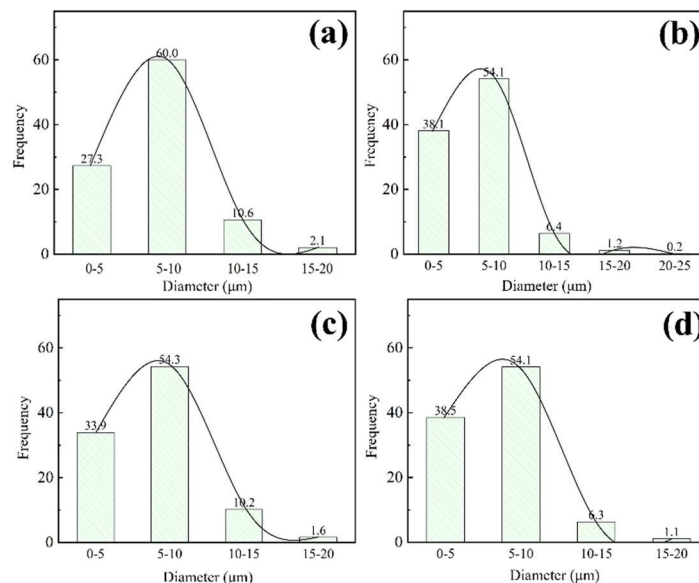 (a)
60
40
20
0
Frequency
27.3
60.0
10.6
2.1
0-5 5-10 10-15 15-20
Diameter (μm)
(b)
60
40
20
0
Frequency
38.1
54.1
6.4
1.2
0.2
0-5 5-10 10-15 15-20 20-25
Diameter (μm)
(c)
60
40
20
0
Frequency
33.9
54.3
10.2
1.6
0-5 5-10 10-15 15-20
Diameter (μm)
(d)
60
40
20
0
Frequency
38.5
54.1
6.3
1.1
0-5 5-10 10-15 15-20
Diameter (μm)